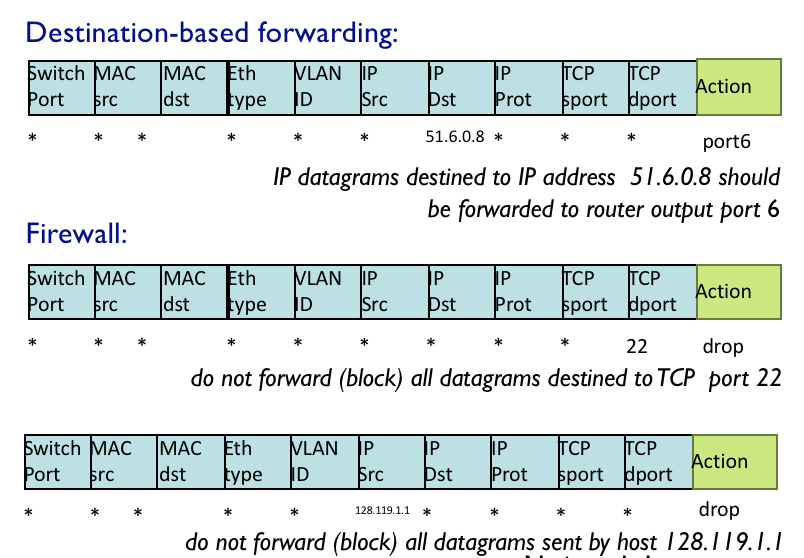 Destination-based forwarding:
Switch Port MAC src MAC dst Eth type VLAN ID IP Src IP Dst IP Prot TCP sport TCP dport Action
* * * * * * 51.6.0.8 * * * port6
IP datagrams destined to IP address 51.6.0.8 should
be forwarded to router output port 6
Firewall:
Switch Port MAC src MAC dst Eth type VLAN ID IP Src IP Dst IP Prot TCP sport TCP dport Action
* * * * * * * * * 22 drop
do not forward (block) all datagrams destined to TCP port 22
Switch Port MAC src MAC dst Eth type VLAN ID IP Src IP Dst IP Prot TCP sport TCP dport Action
* * * * * 128.119.1.1 * * * * drop
do not forward (block) all datagrams sent by host 128.119.1.1